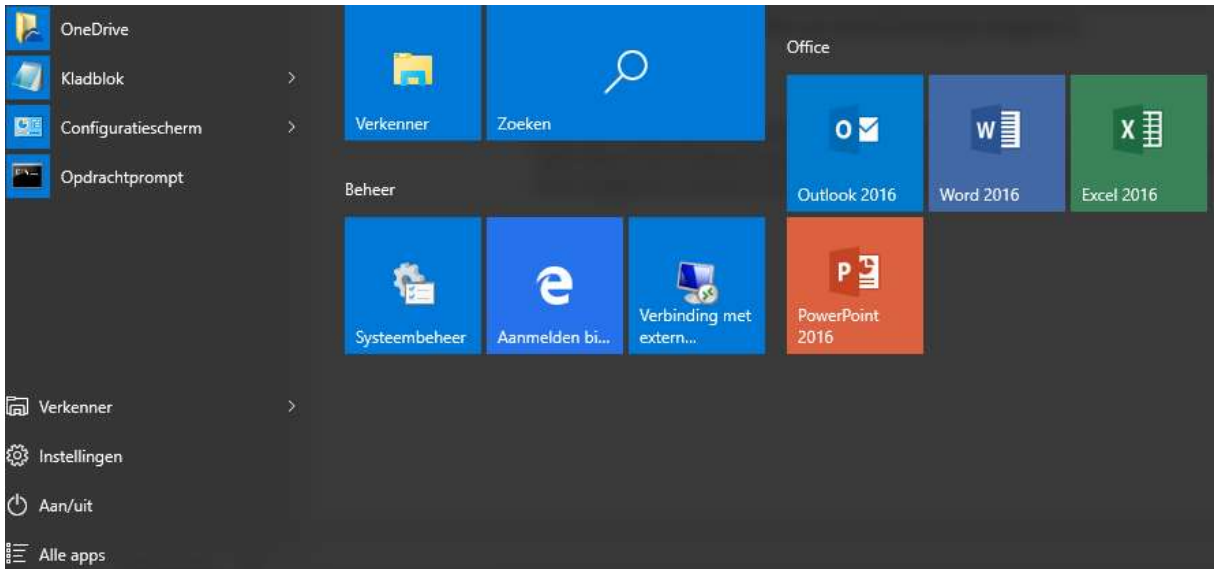 OneDrive
Kladblok
Configuratiescherm
Opdrachtprompt
Verkenner
Instellingen
Aan/uit
Alle apps
Verkenner
Zoeken
Beheer
Systeembeheer
Aanmelden bi...
Verbinding met
extern...
Office
Outlook 2016
Word 2016
Excel 2016
PowerPoint
2016